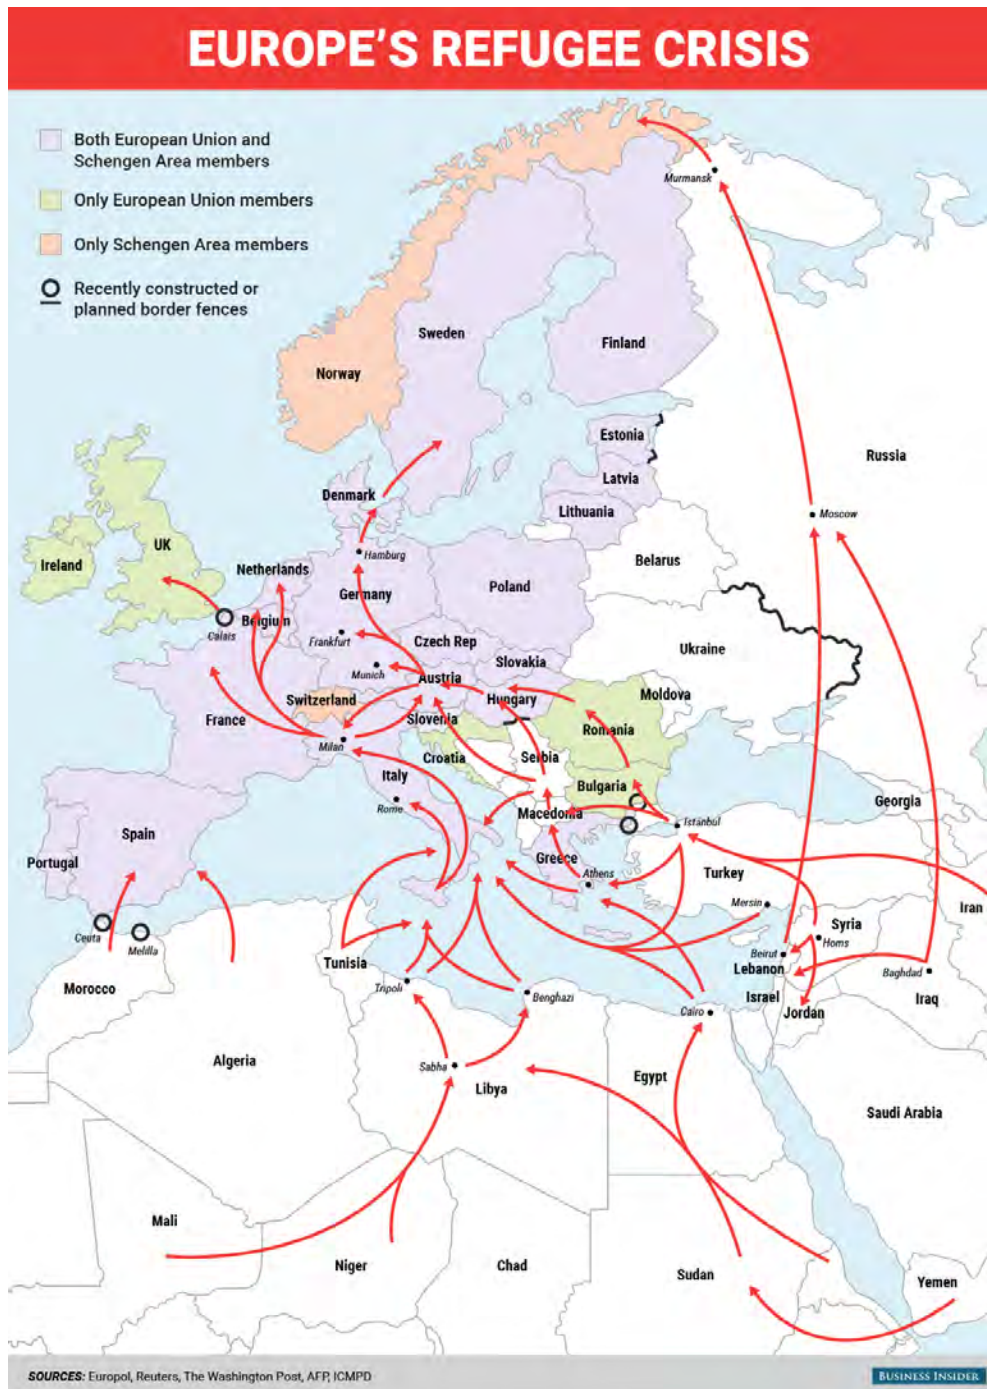 EUROPE'S REFUGEE CRISIS
Both European Union and
Schengen Area members
Only European Union members
Only Schengen Area members
Recently constructed or
planned border fences
Murmansk
Sweden
Finland
Norway
Estonia
Russia
Latvia
Denmark
Lithuania
Moscow
UK
Hamburg
Ireland
Netherlands
Belarus
Poland
Germany
Belgium
Calais
Frankfurt
Czech Rep
Ukraine
Slovakia
Munich
Austria
Switzerland
Hungary
Moldova
France
Slovenia
Romania
Milan
Croatia
Serbia
Italy
Bulgaria
Georgia
Rome
Macedonia
Istanbul
Spain
Portugal
Greece
Athens
Turkey
Mersin
Iran
Syria
Ceuta
Melilla
Homs
Beirut
Tunisia
Lebanon
Baghdad
Morocco
Tripoli
Benghazi
Israel
Iraq
Cairo
Jordan
Algeria
Sabha
Libya
Egypt
Saudi Arabia
Mali
Niger
Chad
Sudan
Yemen
SOURCES: Europol, Reuters, The Washington Post, AFP, ICMPD
BUSINESS INSIDER